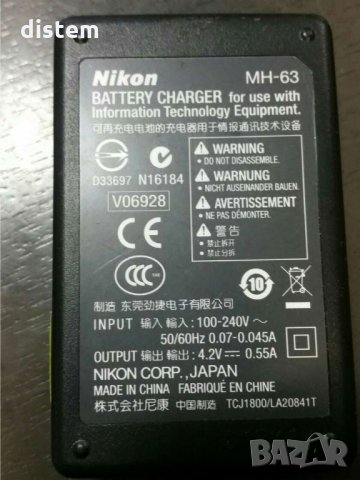 distem
Nikon MH-63
BATTERY CHARGER for use with
Information Technology Equipment.
可再充电电池的充电器用于情报通讯技术设备
D33697 N16184
V06928
WARNING
• DO NOT DISASSEMBLE.
WARNUNG
NICHT AUSEINANDER BAUEN.
AVERTISSEMENT
• NE PAS DÉMONTER.
警告
• 禁止拆开
• 禁止分拆
CE
CCC
10
制造 东莞劲捷电子有限公司
INPUT 输入 輸入: 100-240V ~
50/60Hz 0.07-0.045A
OUTPUT 输出 輸出: 4.2V ⎓ 0.55A
NIKON CORP., JAPAN
MADE IN CHINA FABRIQUÉ EN CHINE
株式会社尼康 中国制造 TCJ1800/LA20841T
BAZAR